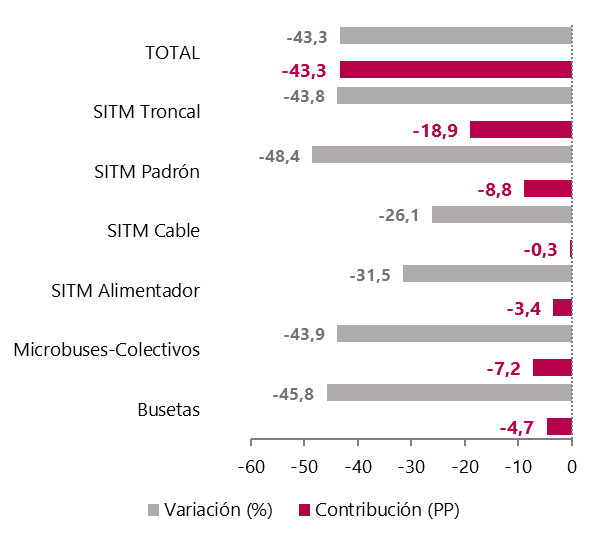 -43,3
TOTAL
-43,3
-43,8
SITM Troncal
-18,9
-48,4
SITM Padrón
-8,8
-26,1
SITM Cable
-0,3
-31,5
SITM Alimentador
-3,4
-43,9
Microbuses-Colectivos
-7,2
-45,8
Busetas
-4,7
-60 -50 -40 -30 -20 -10 0
Variación (%) Contribución (PP)